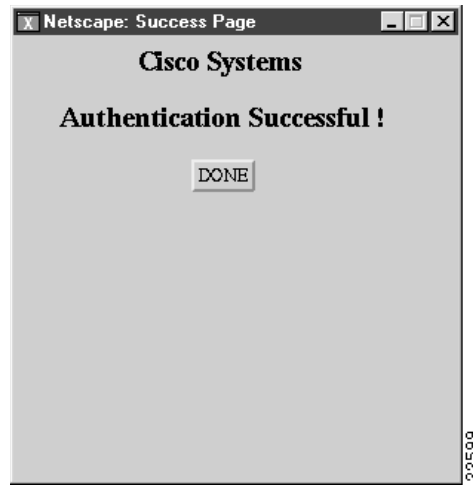 X Netscape: Success Page
Cisco Systems
Authentication Successful !
DONE